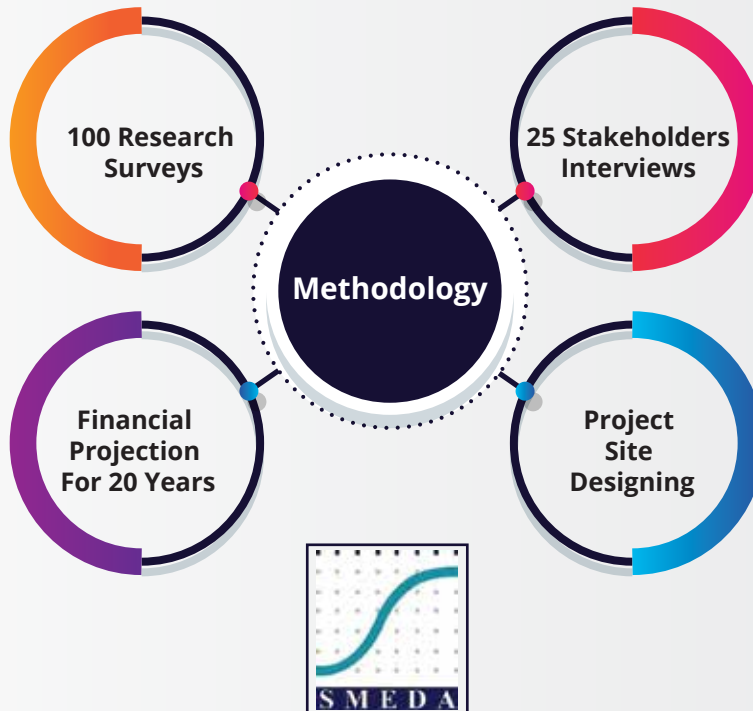 100 Research
Surveys
25 Stakeholders
Interviews
Methodology
Financial
Projection
For 20 Years
Project
Site
Designing
SMEDA